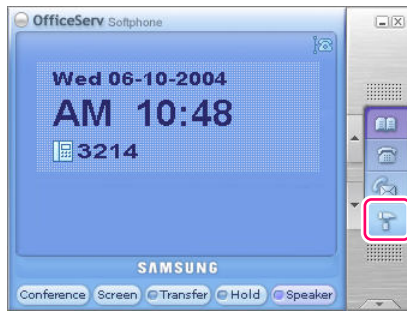 OfficeServ Softphone
Wed 06-10-2004
AM 10:48
3214
SAMSUNG
Conference Screen Transfer Hold Speaker